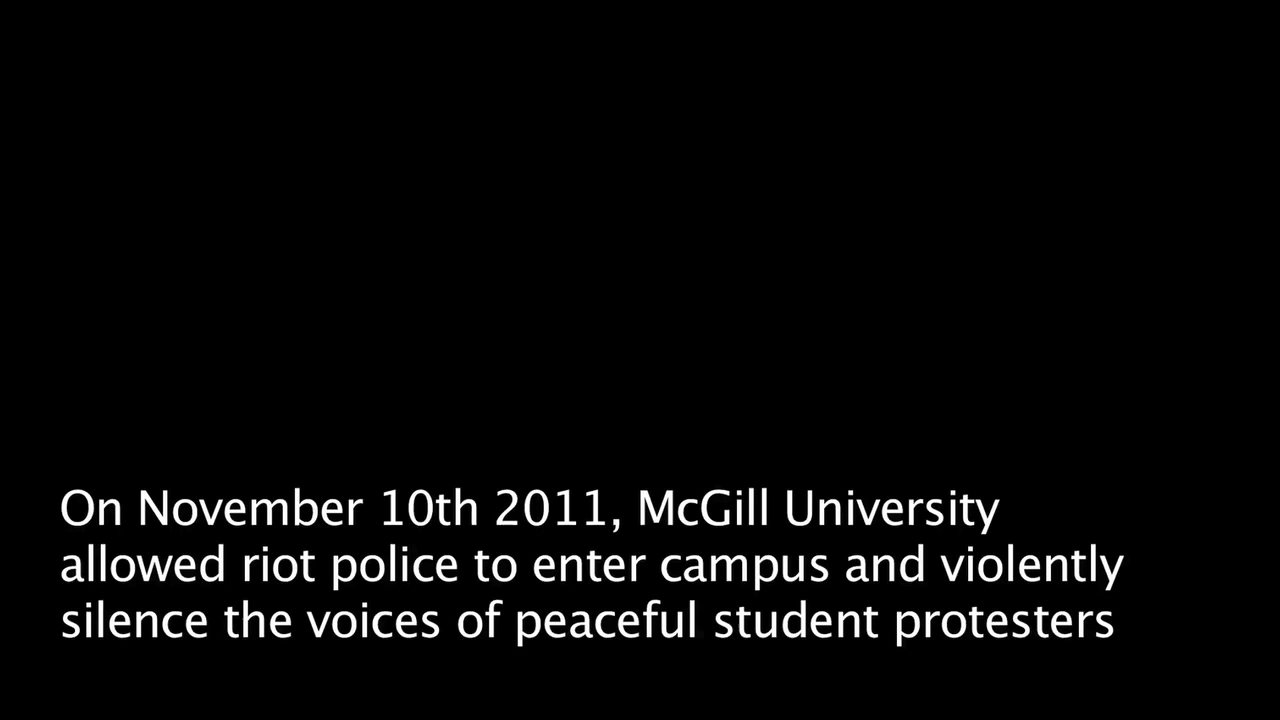 On November 10th 2011, McGill University
allowed riot police to enter campus and violently
silence the voices of peaceful student protesters